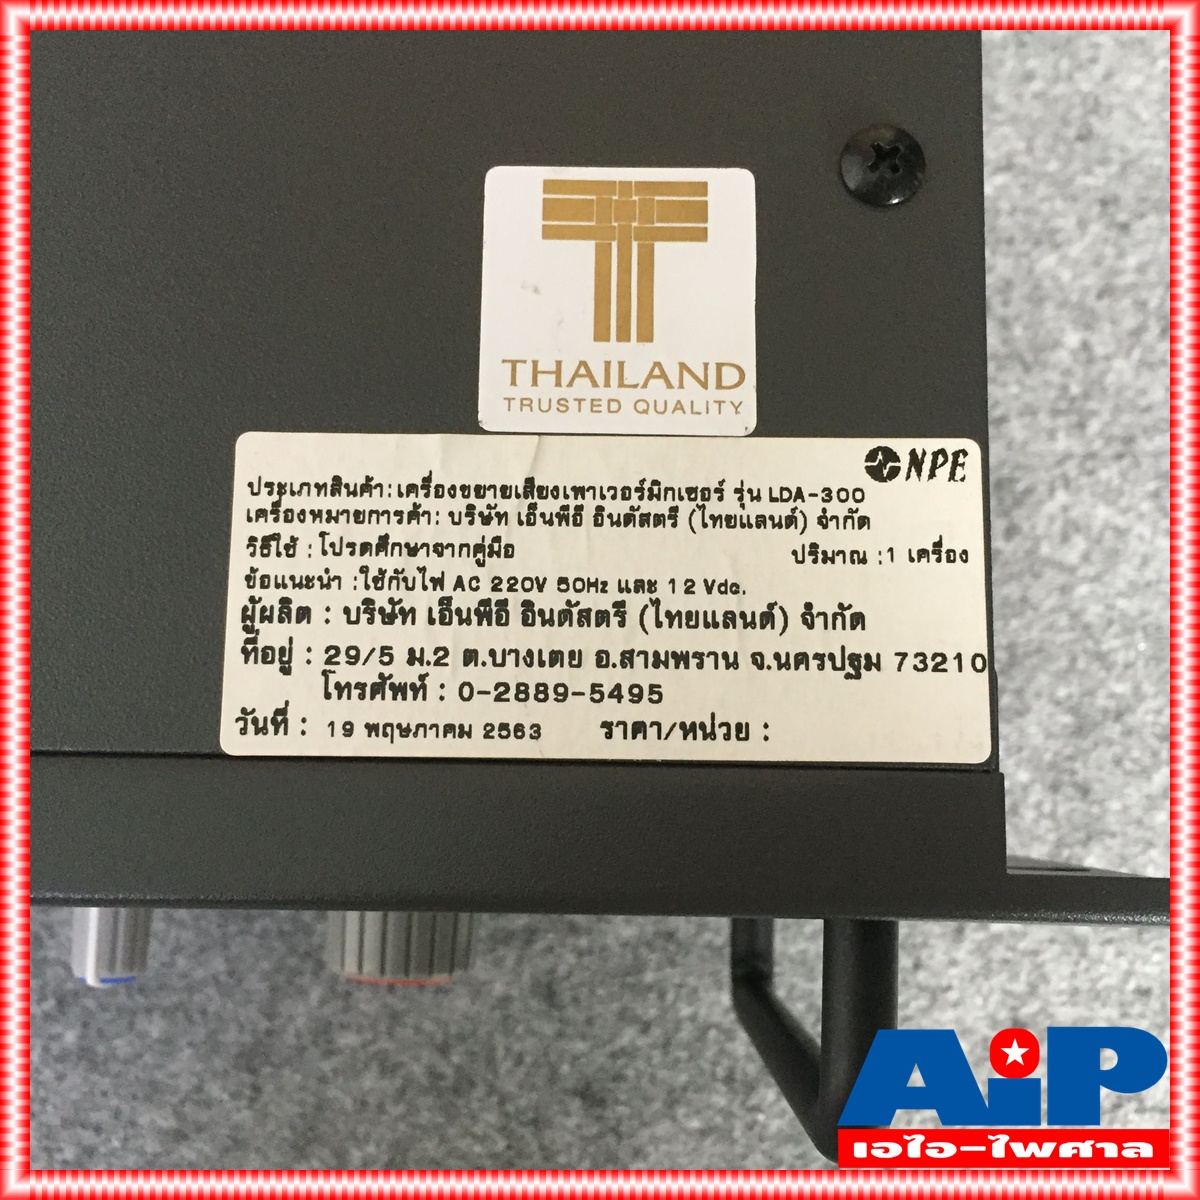 THAILAND
TRUSTED QUALITY
NPE
ประเภทสินค้า:เครื่องขยายเสียงเพาเวอร์มิกเซอร์ รุ่น LDA-300
เครื่องหมายการค้า: บริษัท เอ็นพีอี อินดัสตรี (ไทยแลนด์) จำกัด
วิธีใช้ : โปรดศึกษาจากคู่มือ ปริมาณ :1 เครื่อง
ข้อแนะนำ :ใช้กับไฟ AC 220V 50Hz และ 12 Vdc.
ผู้ผลิต : บริษัท เอ็นพีอี อินดัสตรี (ไทยแลนด์) จำกัด
ที่อยู่ : 29/5 ม.2 ต.บางเตย อ.สามพราน จ.นครปฐม 73210
โทรศัพท์ : 0-2889-5495
วันที่ : 19 พฤษภาคม 2563 ราคา/หน่วย :
AiP
เอไอ-ไพศาล